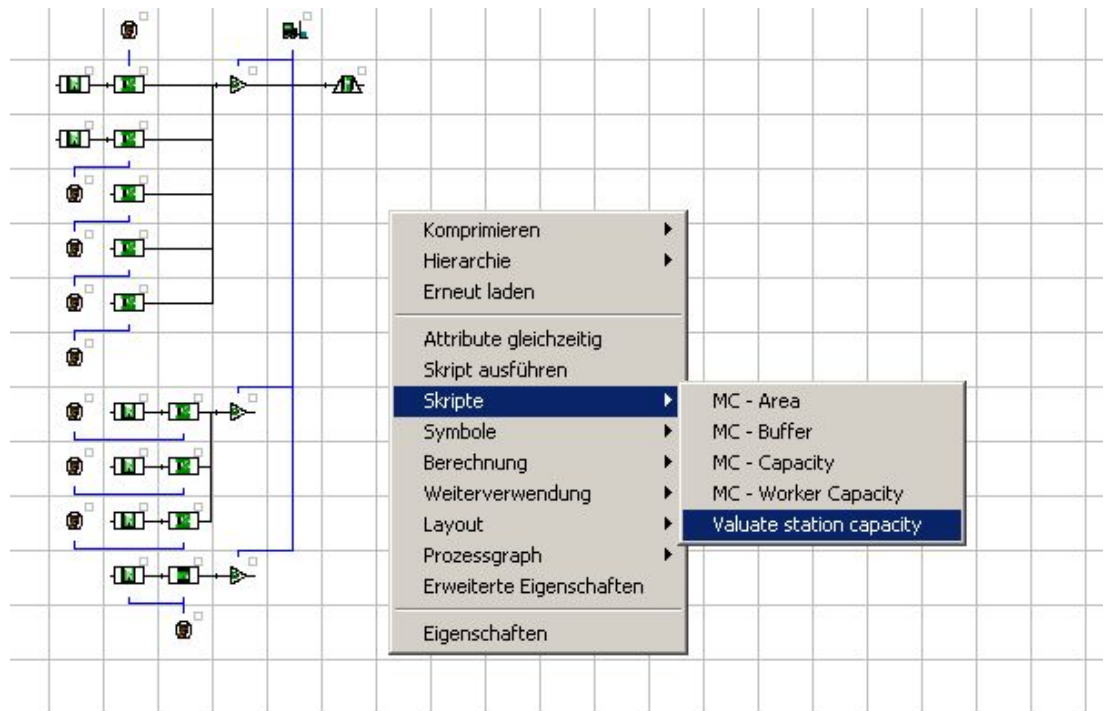 Komprimieren
Hierarchie
Erneut laden
Attribute gleichzeitig
Skript ausführen
Skripte
Symbole
Berechnung
Weiterverwendung
Layout
Prozessgraph
Erweiterte Eigenschaften
Eigenschaften
MC - Area
MC - Buffer
MC - Capacity
MC - Worker Capacity
Valuate station capacity